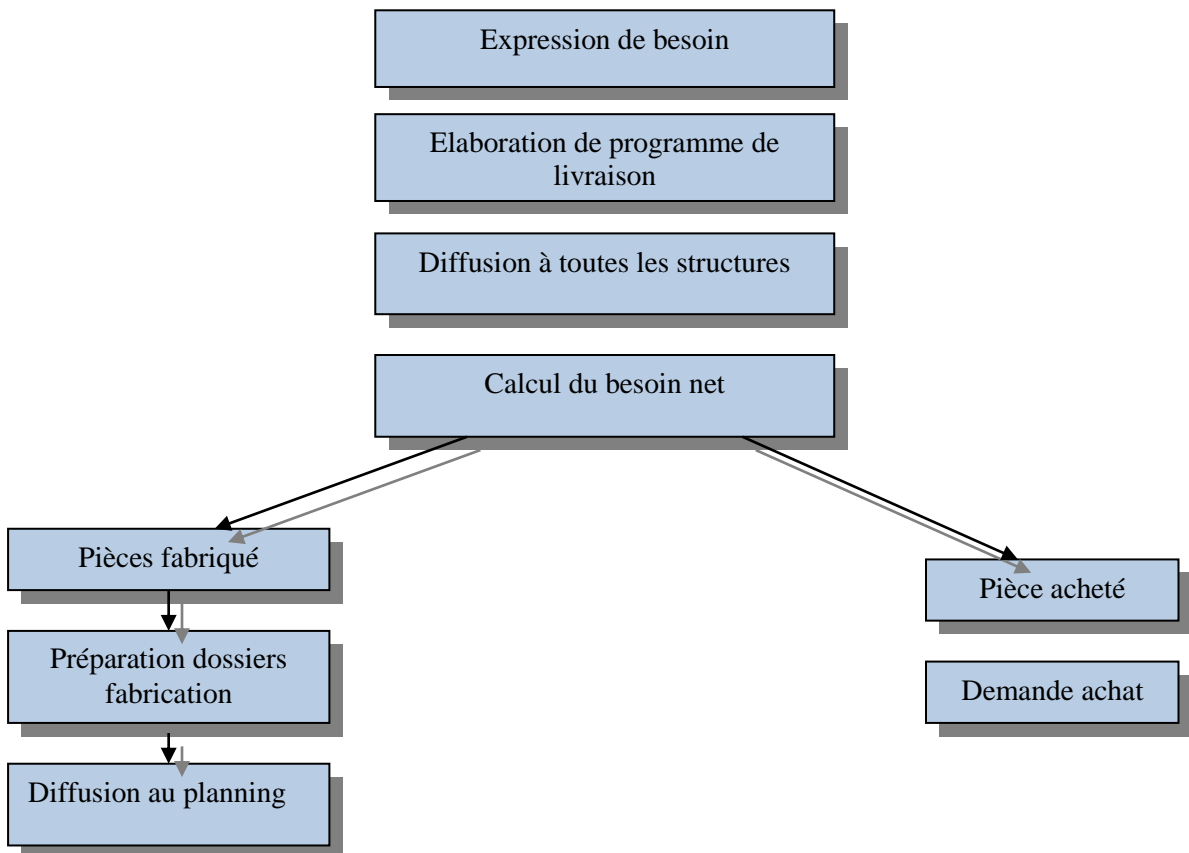 Expression de besoin
Elaboration de programme de
livraison
Diffusion à toutes les structures
Calcul du besoin net
Pièces fabriqué
Pièce acheté
Préparation dossiers
fabrication
Demande achat
Diffusion au planning